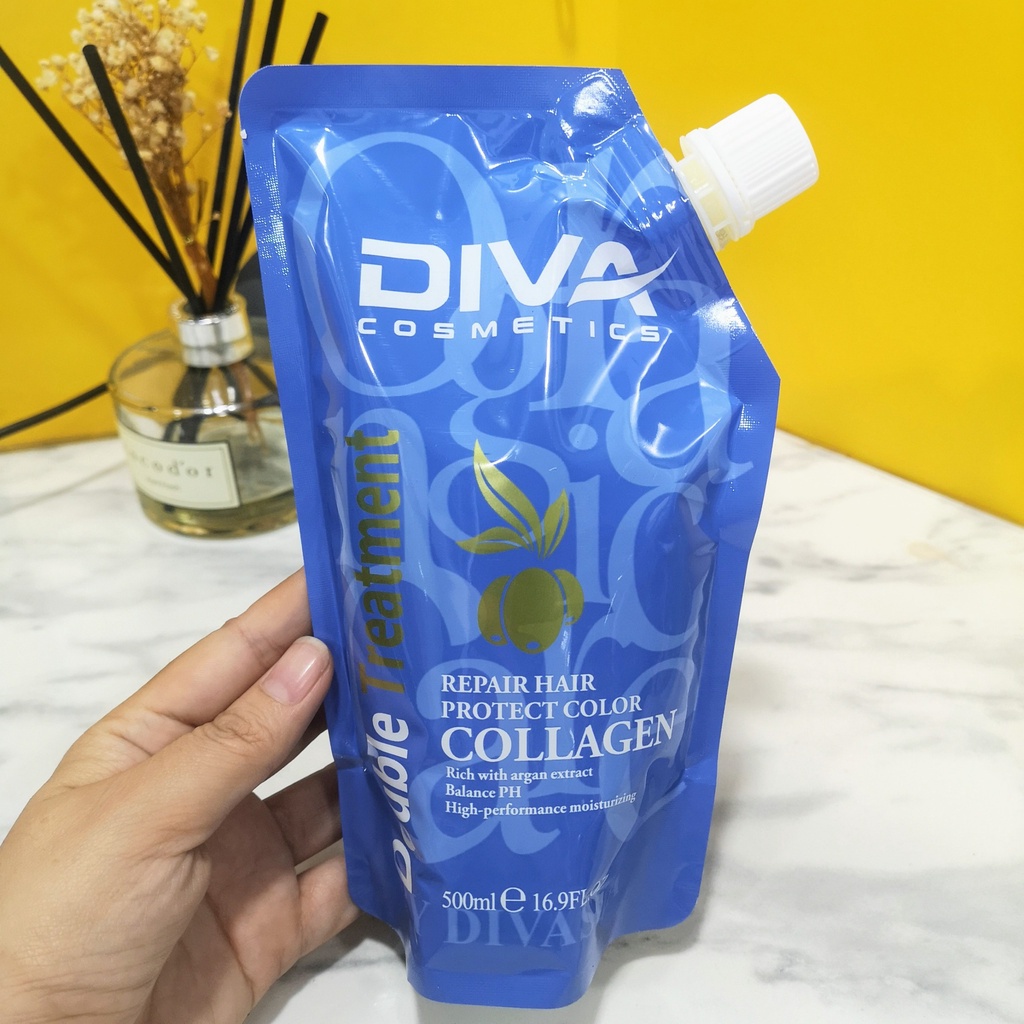 DIVA
COSMETICS
Double Treatment
REPAIR HAIR
PROTECT COLOR
COLLAGEN
Rich with argan extract
Balance PH
High-performance moisturizing
500ml ℮ 16.9FL.OZ
DIVAS